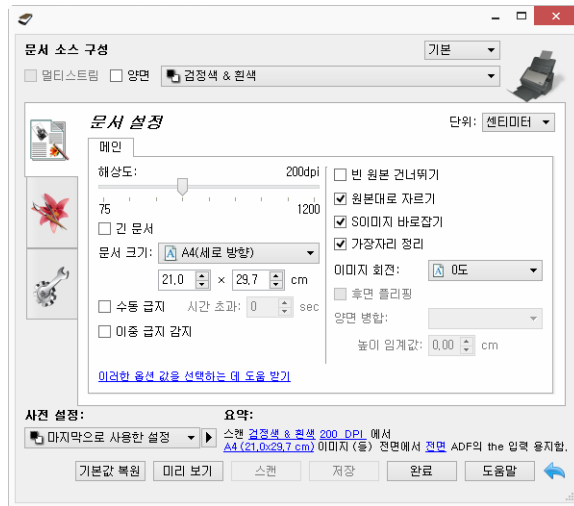 문서 소스 구성
기본
멀티스트림 양면 검정색 & 흰색
문서 설정
단위: 센티미터
메인
해상도: 200dpi
75 1200
긴 문서
문서 크기: A4(세로 방향)
21,0 × 29,7 cm
수동 급지 시간 초과: 0 sec
이중 급지 감지
이러한 옵션 값을 선택하는 데 도움 받기
빈 원본 건너뛰기
원본대로 자르기
S이미지 바로잡기
가장자리 정리
이미지 회전: 0도
후면 플리핑
양면 병합:
높이 임계값: 0,00 cm
사전 설정:
마지막으로 사용한 설정
요약:
스캔 검정색 & 흰색 200 DPI 에서
A4 (21,0x29,7 cm) 이미지 (들) 전면에서 전면 ADF의 the 입력 용지함.
기본값 복원 미리 보기 스캔 저장 완료 도움말